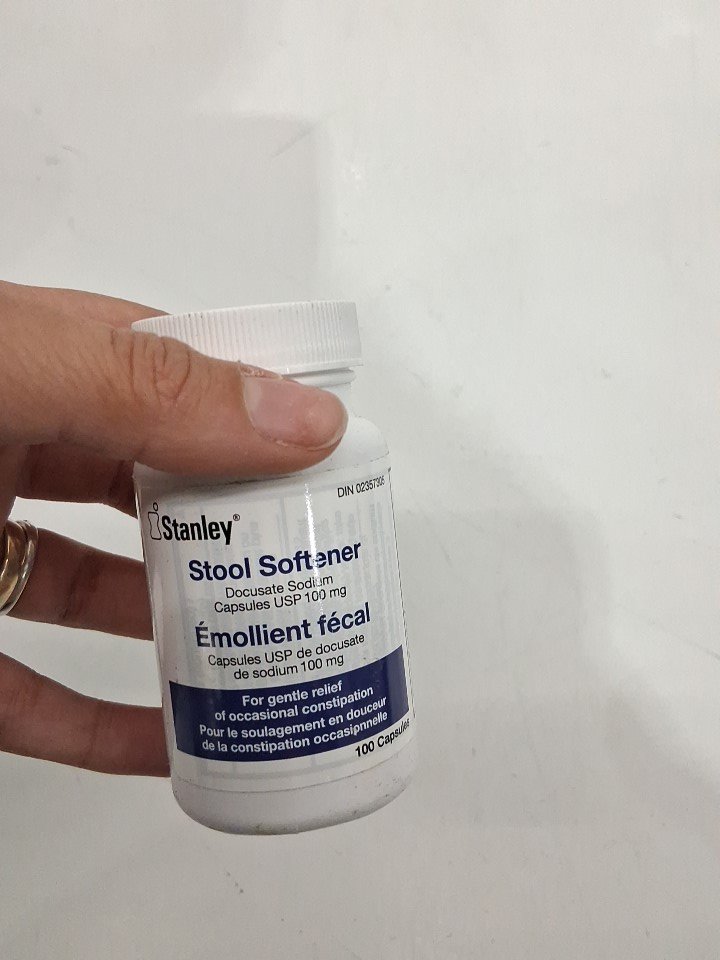 DIN 02357305
Stanley®
Stool Softener
Docusate Sodium
Capsules USP 100 mg
Émollient fécal
Capsules USP de docusate
de sodium 100 mg
For gentle relief
of occasional constipation
Pour le soulagement en douceur
de la constipation occasionnelle
100 Capsules